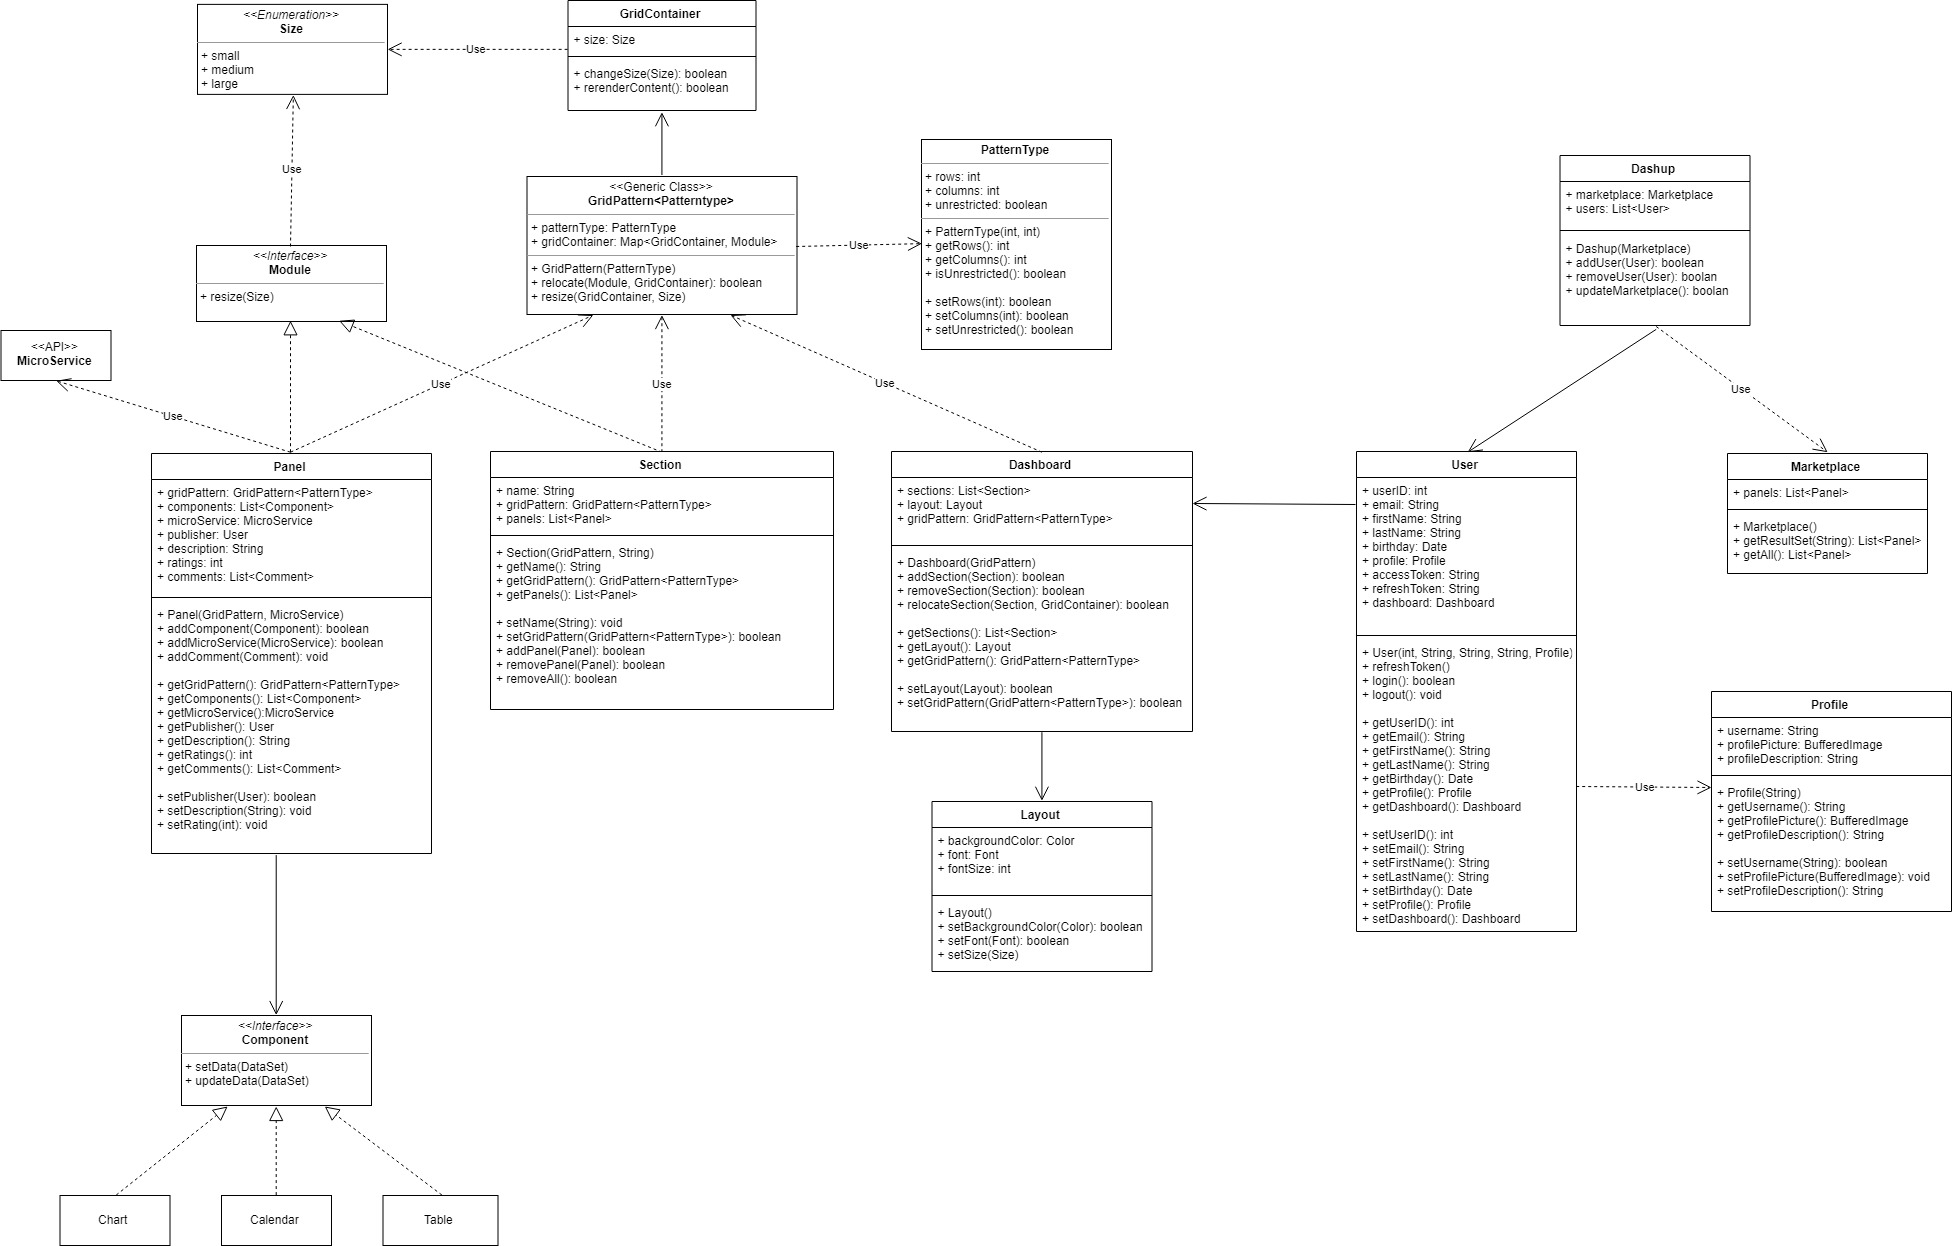 <<Enumeration>>
Size
+ small
+ medium
+ large
Use
GridContainer
+ size: Size
+ changeSize(Size): boolean
+ rerenderContent(): boolean
Use
<<Interface>>
Module
+ resize(Size)
<<Generic Class>>
GridPattern<Patterntype>
+ patternType: PatternType
+ gridContainer: Map<GridContainer, Module>
+ GridPattern(PatternType)
+ relocate(Module, GridContainer): boolean
+ resize(GridContainer, Size)
Use
PatternType
+ rows: int
+ columns: int
+ unrestricted: boolean
+ PatternType(int, int)
+ getRows(): int
+ getColumns(): int
+ isUnrestricted(): boolean
+ setRows(int): boolean
+ setColumns(int): boolean
+ setUnrestricted(): boolean
Dashup
+ marketplace: Marketplace
+ users: List<User>
+ Dashup(Marketplace)
+ addUser(User): boolean
+ removeUser(User): boolan
+ updateMarketplace(): boolan
<<API>>
MicroService
Use
Use
Use
Use
Use
Panel
+ gridPattern: GridPattern<PatternType>
+ components: List<Component>
+ microService: MicroService
+ publisher: User
+ description: String
+ ratings: int
+ comments: List<Comment>
+ Panel(GridPattern, MicroService)
+ addComponent(Component): boolean
+ addMicroService(MicroService): boolean
+ addComment(Comment): void
+ getGridPattern(): GridPattern<PatternType>
+ getComponents(): List<Component>
+ getMicroService():MicroService
+ getPublisher(): User
+ getDescription(): String
+ getRatings(): int
+ getComments(): List<Comment>
+ setPublisher(User): boolean
+ setDescription(String): void
+ setRating(int): void
Section
+ name: String
+ gridPattern: GridPattern<PatternType>
+ panels: List<Panel>
+ Section(GridPattern, String)
+ getName(): String
+ getGridPattern(): GridPattern<PatternType>
+ getPanels(): List<Panel>
+ setName(String): void
+ setGridPattern(GridPattern<PatternType>): boolean
+ addPanel(Panel): boolean
+ removePanel(Panel): boolean
+ removeAll(): boolean
Dashboard
+ sections: List<Section>
+ layout: Layout
+ gridPattern: GridPattern<PatternType>
+ Dashboard(GridPattern)
+ addSection(Section): boolean
+ removeSection(Section): boolean
+ relocateSection(Section, GridContainer): boolean
+ getSections(): List<Section>
+ getLayout(): Layout
+ getGridPattern(): GridPattern<PatternType>
+ setLayout(Layout): boolean
+ setGridPattern(GridPattern<PatternType>): boolean
User
+ userID: int
+ email: String
+ firstName: String
+ lastName: String
+ birthday: Date
+ profile: Profile
+ accessToken: String
+ refreshToken: String
+ dashboard: Dashboard
+ User(int, String, String, String, Profile)
+ refreshToken()
+ login(): boolean
+ logout(): void
+ getUserID(): int
+ getEmail(): String
+ getFirstName(): String
+ getLastName(): String
+ getBirthday(): Date
+ getProfile(): Profile
+ getDashboard(): Dashboard
+ setUserID(): int
+ setEmail(): String
+ setFirstName(): String
+ setLastName(): String
+ setBirthday(): Date
+ setProfile(): Profile
+ setDashboard(): Dashboard
Marketplace
+ panels: List<Panel>
+ Marketplace()
+ getResultSet(String): List<Panel>
+ getAll(): List<Panel>
Use
Profile
+ username: String
+ profilePicture: BufferedImage
+ profileDescription: String
+ Profile(String)
+ getUsername(): String
+ getProfilePicture(): BufferedImage
+ getProfileDescription(): String
+ setUsername(String): boolean
+ setProfilePicture(BufferedImage): void
+ setProfileDescription(): String
Layout
+ backgroundColor: Color
+ font: Font
+ fontSize: int
+ Layout()
+ setBackgroundColor(Color): boolean
+ setFont(Font): boolean
+ setSize(Size)
<<Interface>>
Component
+ setData(DataSet)
+ updateData(DataSet)
Chart
Calendar
Table